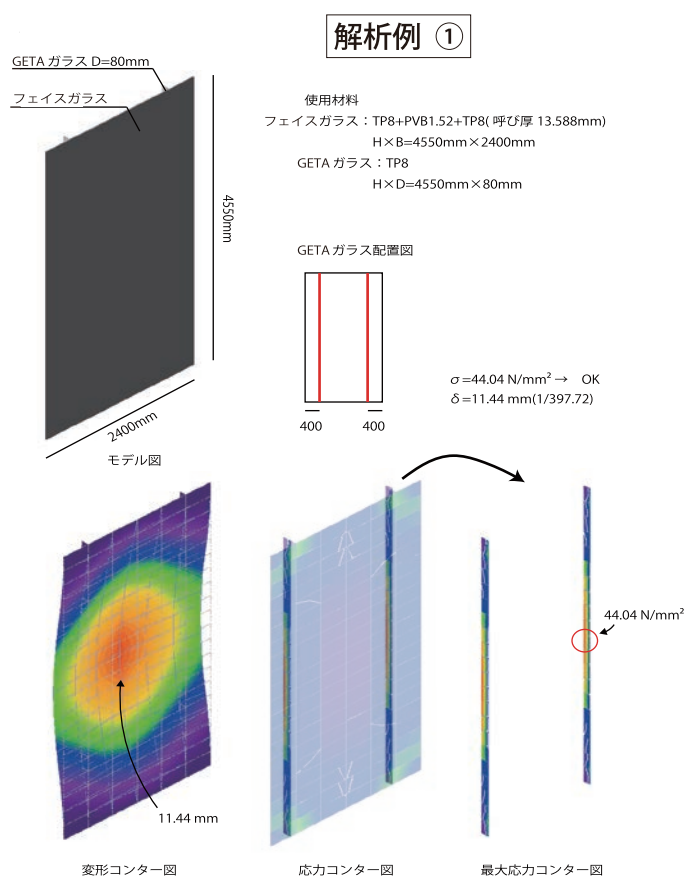 解析例 ①
GETA ガラス D=80mm
フェイスガラス
4550mm
2400mm
モデル図
使用材料
フェイスガラス：TP8+PVB1.52+TP8( 呼び厚 13.588mm)
H×B=4550mm×2400mm
GETA ガラス：TP8
H×D=4550mm×80mm
GETA ガラス配置図
400
400
σ=44.04 N/mm² → OK
δ=11.44 mm(1/397.72)
11.44 mm
44.04 N/mm²
変形コンター図
応力コンター図
最大応力コンター図